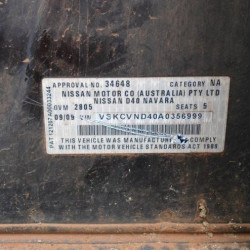 APPROVAL NO. 34648 CATEGORY NA
NISSAN MOTOR CO (AUSTRALIA) PTY LTD
NISSAN D40 NAVARA
GVM 2805 SEATS 5
09/09 VIN VSKCVND40A0356999
THIS VEHICLE WAS MANUFACTURED TO COMPLY
WITH THE MOTOR VEHICLE STANDARDS ACT 1989